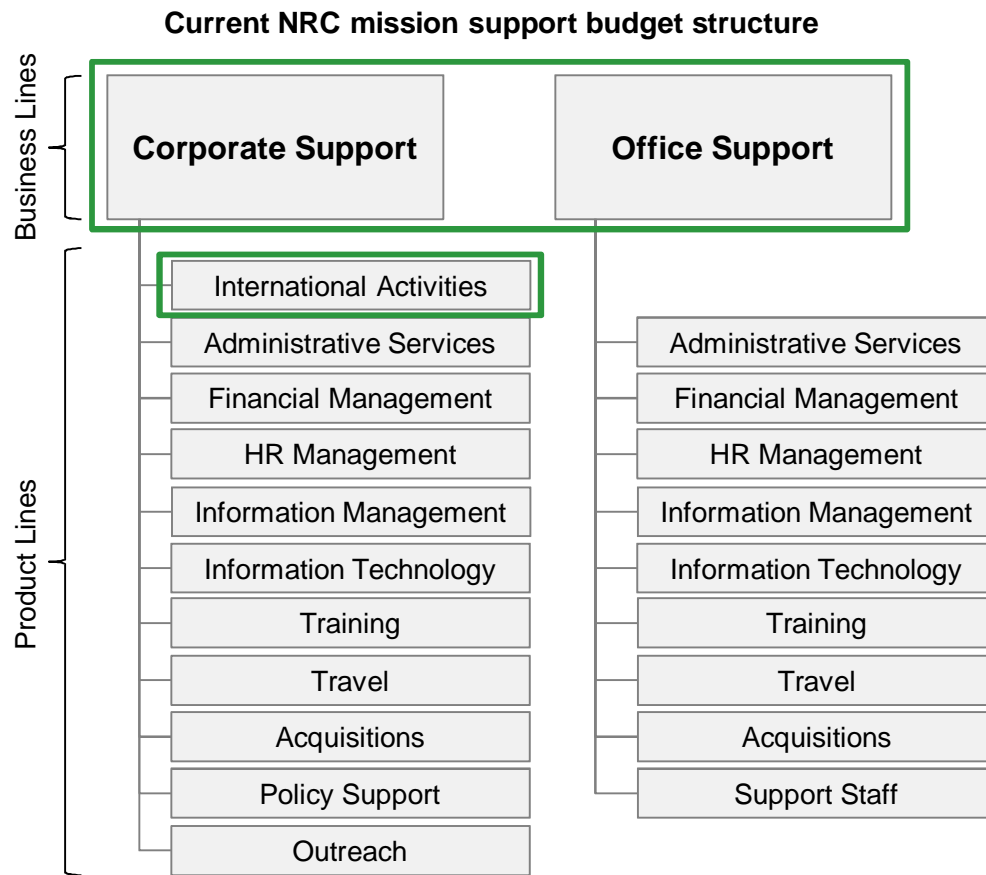 Current NRC mission support budget structure
Business Lines
Corporate Support
Office Support
Product Lines
International Activities
Administrative Services
Financial Management
HR Management
Information Management
Information Technology
Training
Travel
Acquisitions
Policy Support
Outreach
Administrative Services
Financial Management
HR Management
Information Management
Information Technology
Training
Travel
Acquisitions
Support Staff